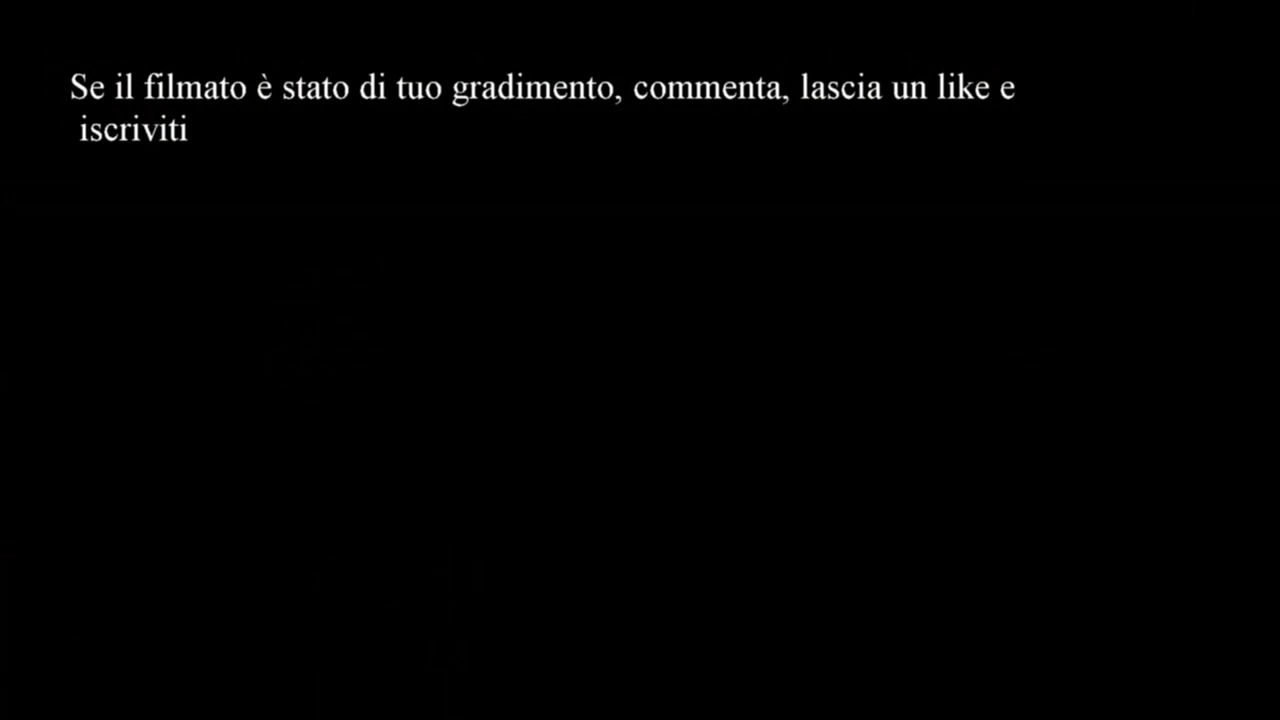 Se il filmato è stato di tuo gradimento, commenta, lascia un like e
iscriviti